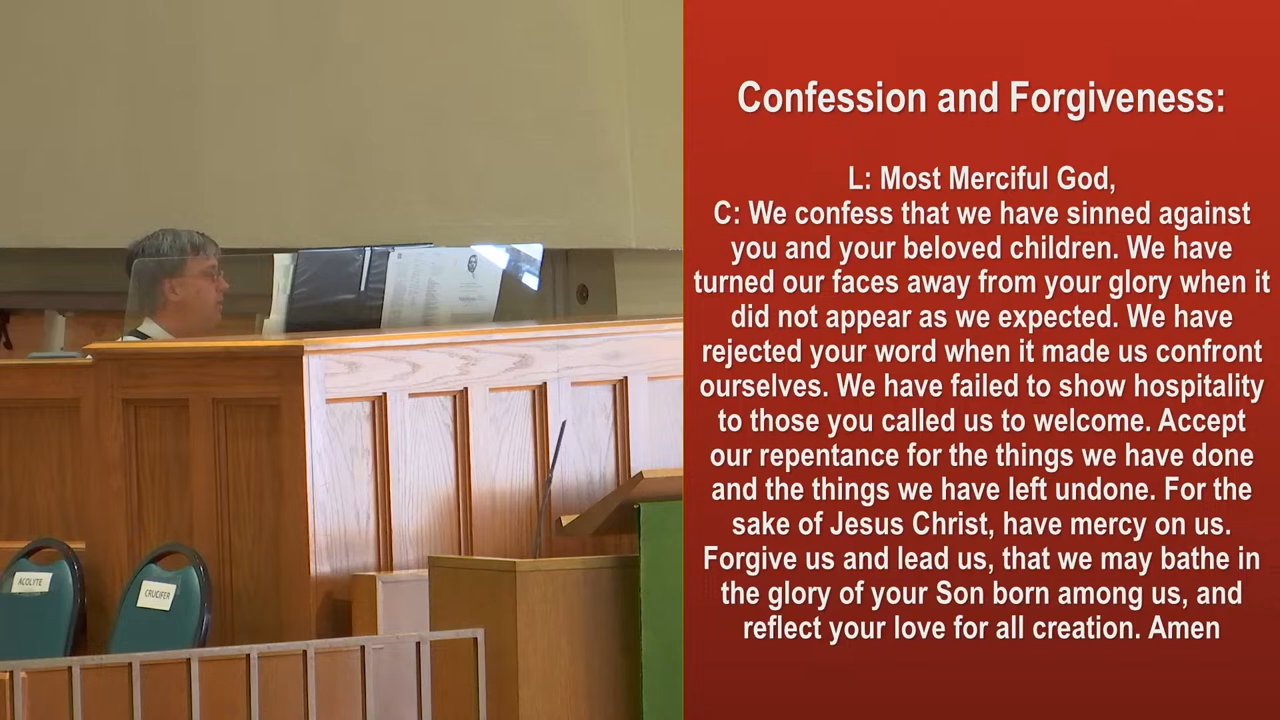 Confession and Forgiveness:
L: Most Merciful God,
C: We confess that we have sinned against
you and your beloved children. We have
turned our faces away from your glory when it
did not appear as we expected. We have
rejected your word when it made us confront
ourselves. We have failed to show hospitality
to those you called us to welcome. Accept
our repentance for the things we have done
and the things we have left undone. For the
sake of Jesus Christ, have mercy on us.
Forgive us and lead us, that we may bathe in
the glory of your Son born among us, and
reflect your love for all creation. Amen
ACOLYTE
CRUCIFER